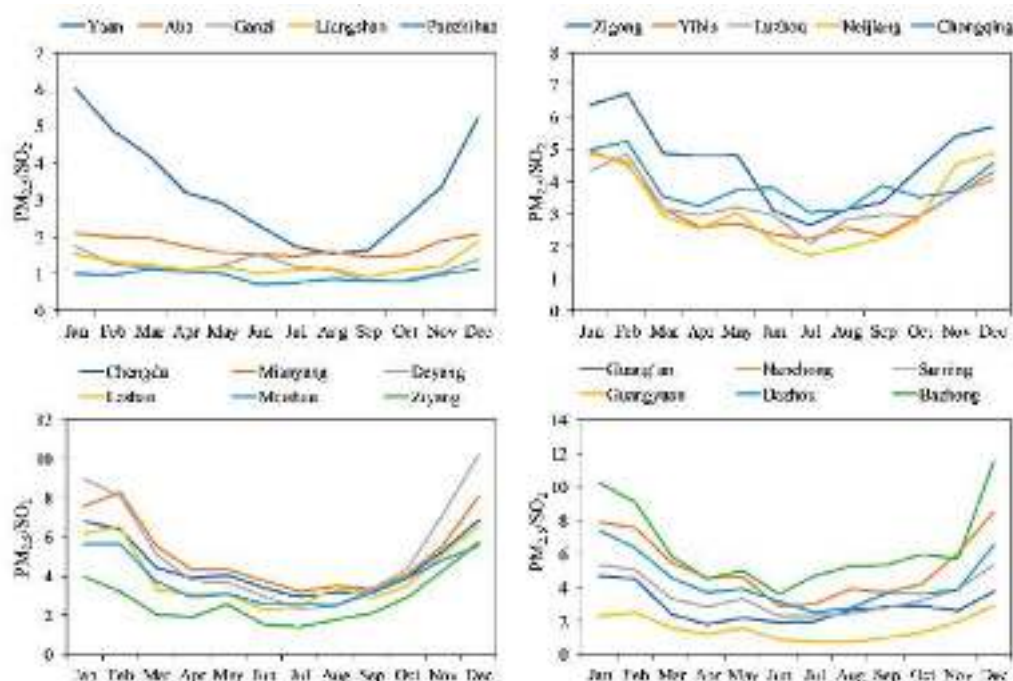 Yaan Aba Ganzi Liangshan Panzhihua
7
6
5
4
3
2
1
0
PM2.5/SO2
Jan Feb Mar Apr May Jun Jul Aug Sep Oct Nov Dec
Zigong Yibin Luzhou Neijiang Chongqing
8
7
6
5
4
3
2
1
0
PM2.5/SO2
Jan Feb Mar Apr May Jun Jul Aug Sep Oct Nov Dec
Chengdu Mianyang Deyang
Leshan Meishan Ziyang
12
10
8
6
4
2
0
PM2.5/SO2
Jan Feb Mar Apr May Jun Jul Aug Sep Oct Nov Dec
Guang'an Nanchong Suining
Guangyuan Dazhou Bazhong
14
12
10
8
6
4
2
0
PM2.5/SO2
Jan Feb Mar Apr May Jun Jul Aug Sep Oct Nov Dec